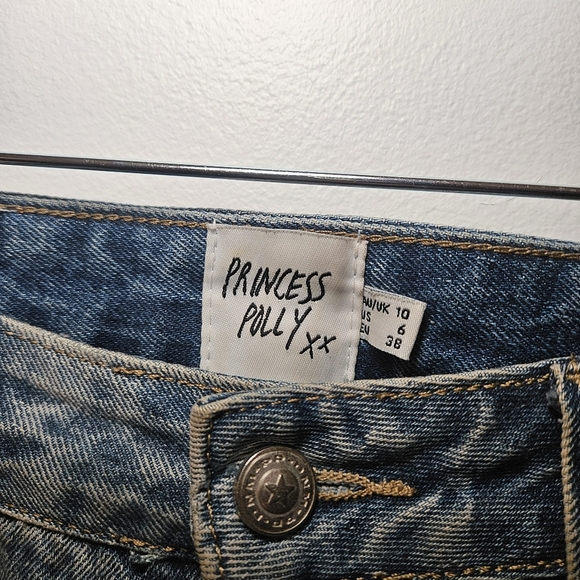 PRINCESS
POLLY xx
AU/UK 10
US 6
EU 38